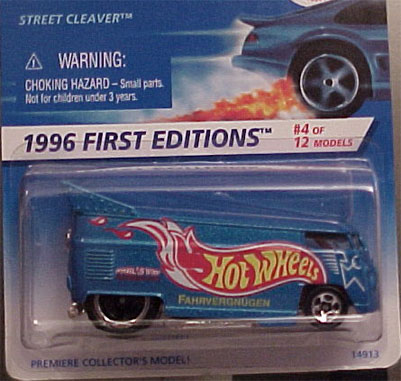 STREET CLEAVER™
WARNING:
CHOKING HAZARD – Small parts.
Not for children under 3 years.
1996 FIRST EDITIONS™
#4 OF
12 MODELS
HOT WHEELS
FAHRVERGNÜGEN
PREMIERE COLLECTOR'S MODEL!
14913